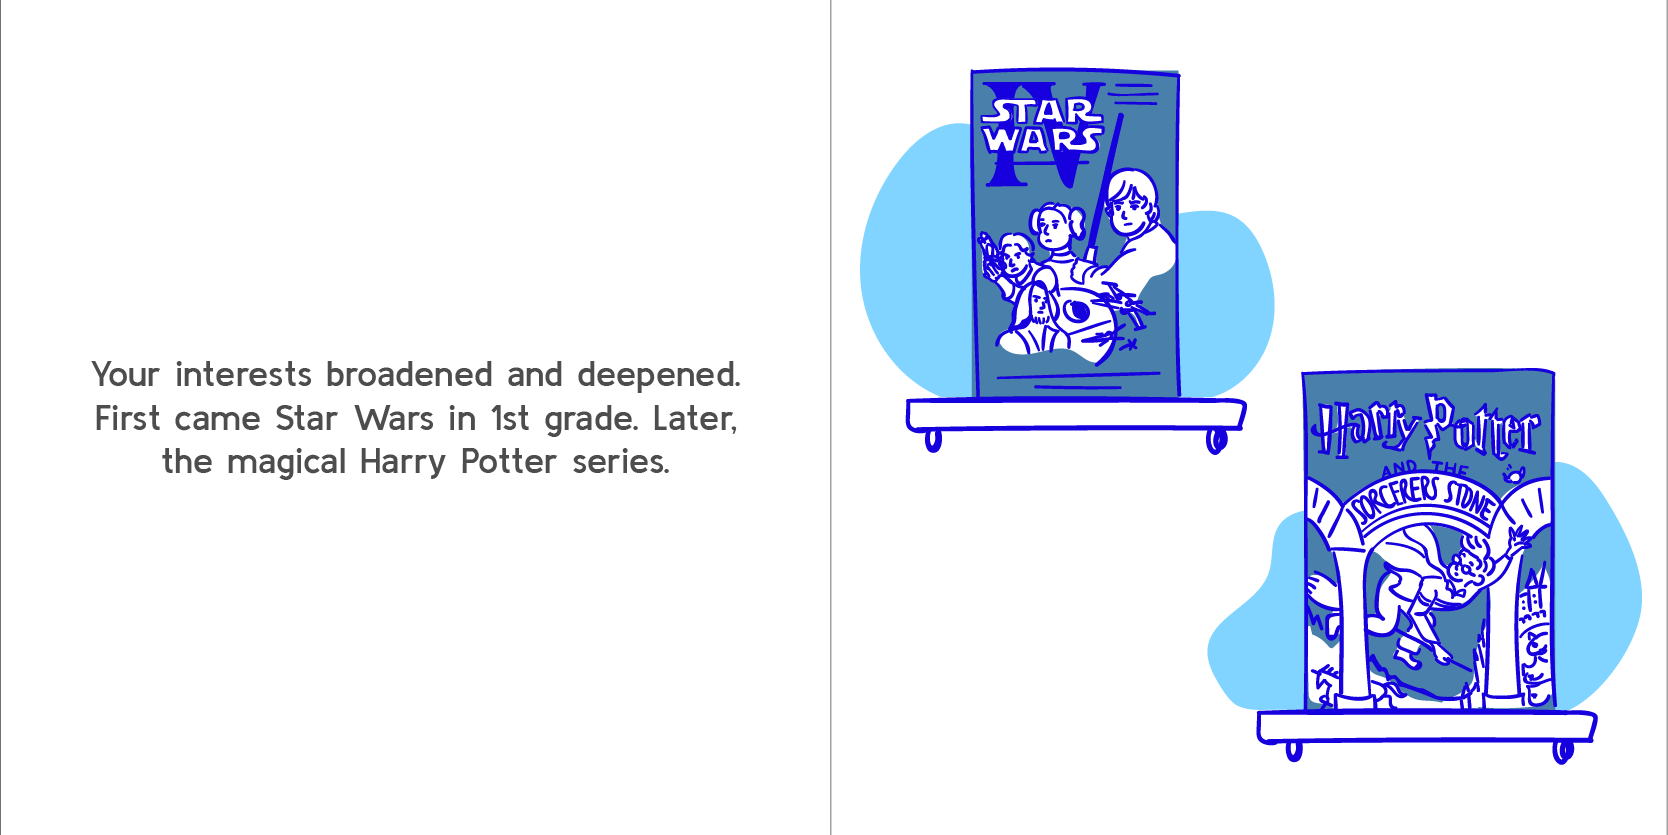 Your interests broadened and deepened.
First came Star Wars in 1st grade. Later,
the magical Harry Potter series.
IV
STAR
WARS
Harry Potter
AND THE
SORCERERS STONE